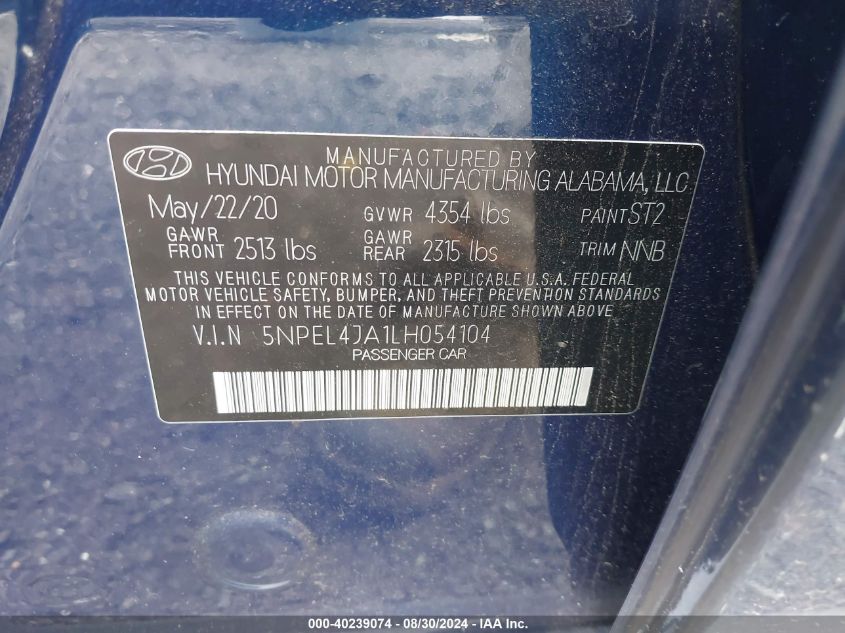 MANUFACTURED BY
HYUNDAI MOTOR MANUFACTURING ALABAMA, LLC
May/22/20 GVWR 4354 lbs PAINT ST2
GAWR FRONT 2513 lbs GAWR REAR 2315 lbs TRIM NNB
THIS VEHICLE CONFORMS TO ALL APPLICABLE U.S.A. FEDERAL
MOTOR VEHICLE SAFETY, BUMPER, AND THEFT PREVENTION STANDARDS
IN EFFECT ON THE DATE OF MANUFACTURE SHOWN ABOVE
V.I.N 5NPEL4JA1LH054104
PASSENGER CAR
000-40239074 - 08/30/2024 - IAA Inc.